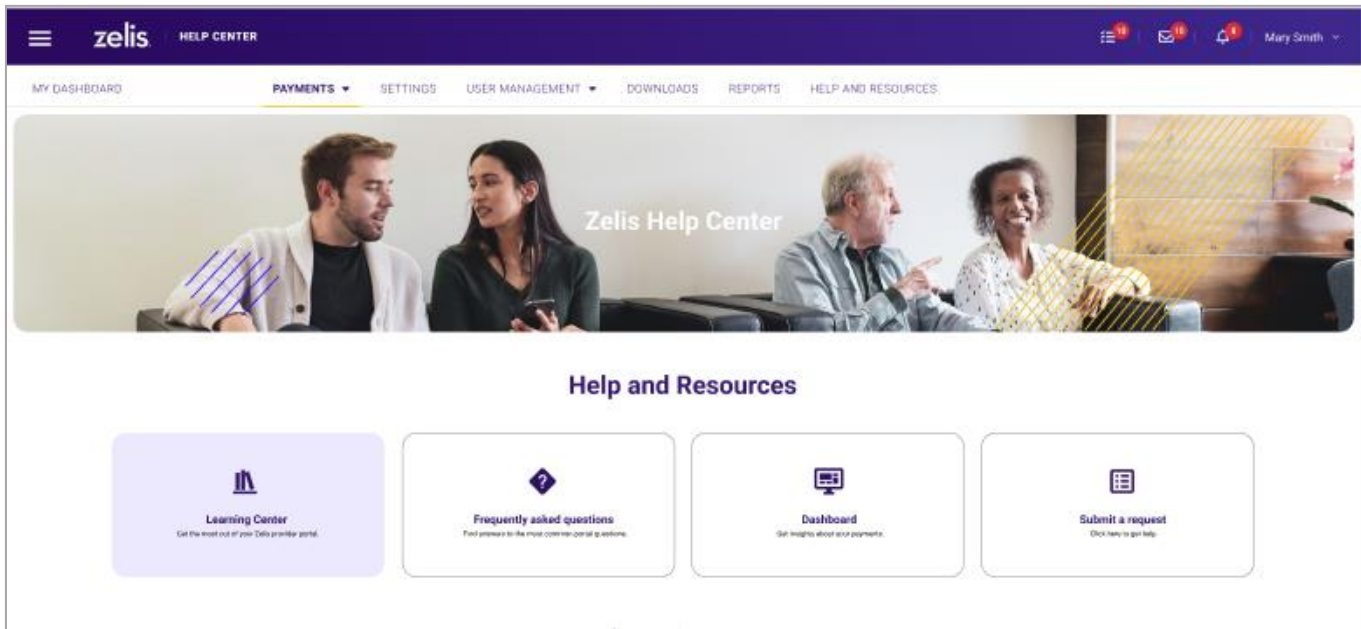 zelis HELP CENTER
10 10 Mary Smith
MY DASHBOARD PAYMENTS SETTINGS USER MANAGEMENT DOWNLOADS REPORTS HELP AND RESOURCES
Zelis Help Center
Help and Resources
Learning Center
Get the most out of your Zelis provider portal.
Frequently asked questions
Find answers to the most common portal questions.
Dashboard
Get insights about your payments.
Submit a request
Click here to get help.